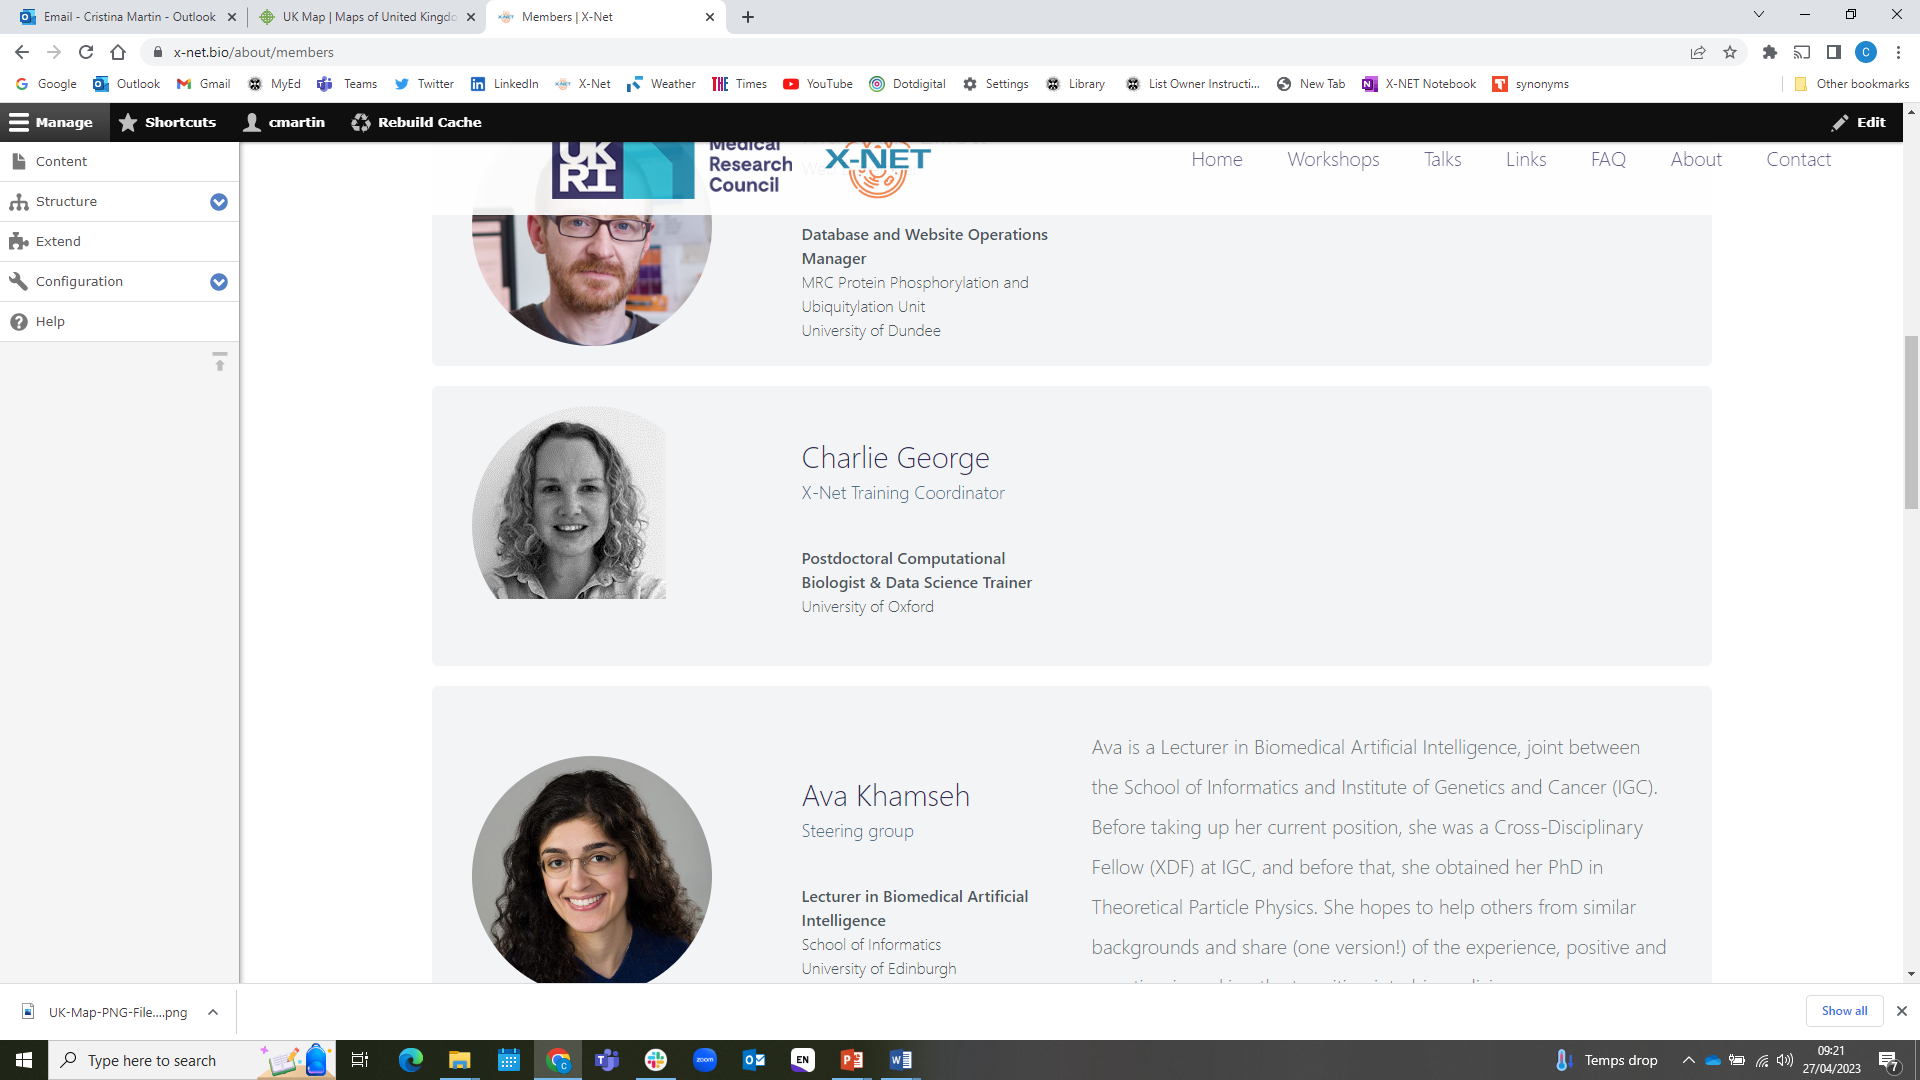 Email - Cristina Martin - Outlook
UK Map | Maps of United Kingdo
Members | X-Net
x-net.bio/about/members
C
Google
Outlook
Gmail
MyEd
Teams
Twitter
LinkedIn
X-Net
Weather
THE Times
YouTube
Dotdigital
Settings
Library
List Owner Instructi...
New Tab
X-NET Notebook
synonyms
Other bookmarks
Manage
Shortcuts
cmartin
Rebuild Cache
Edit
Content
Structure
Extend
Configuration
Help
UK
RI
Medical
Research
Council
X-NET
Home
Workshops
Talks
Links
FAQ
About
Contact
Database and Website Operations
Manager
MRC Protein Phosphorylation and
Ubiquitylation Unit
University of Dundee
Charlie George
X-Net Training Coordinator
Postdoctoral Computational
Biologist & Data Science Trainer
University of Oxford
Ava Khamseh
Steering group
Lecturer in Biomedical Artificial
Intelligence
School of Informatics
University of Edinburgh
Ava is a Lecturer in Biomedical Artificial Intelligence, joint between
the School of Informatics and Institute of Genetics and Cancer (IGC).
Before taking up her current position, she was a Cross-Disciplinary
Fellow (XDF) at IGC, and before that, she obtained her PhD in
Theoretical Particle Physics. She hopes to help others from similar
backgrounds and share (one version!) of the experience, positive and
UK-Map-PNG-File....png
Show all
Type here to search
zoom
EN
Temps drop
09:21
27/04/2023
7